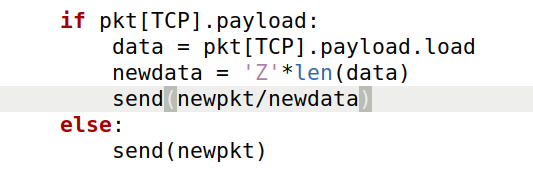 if pkt[TCP].payload:
    data = pkt[TCP].payload.load
    newdata = 'Z'*len(data)
    send(newpkt/newdata)
else:
    send(newpkt)